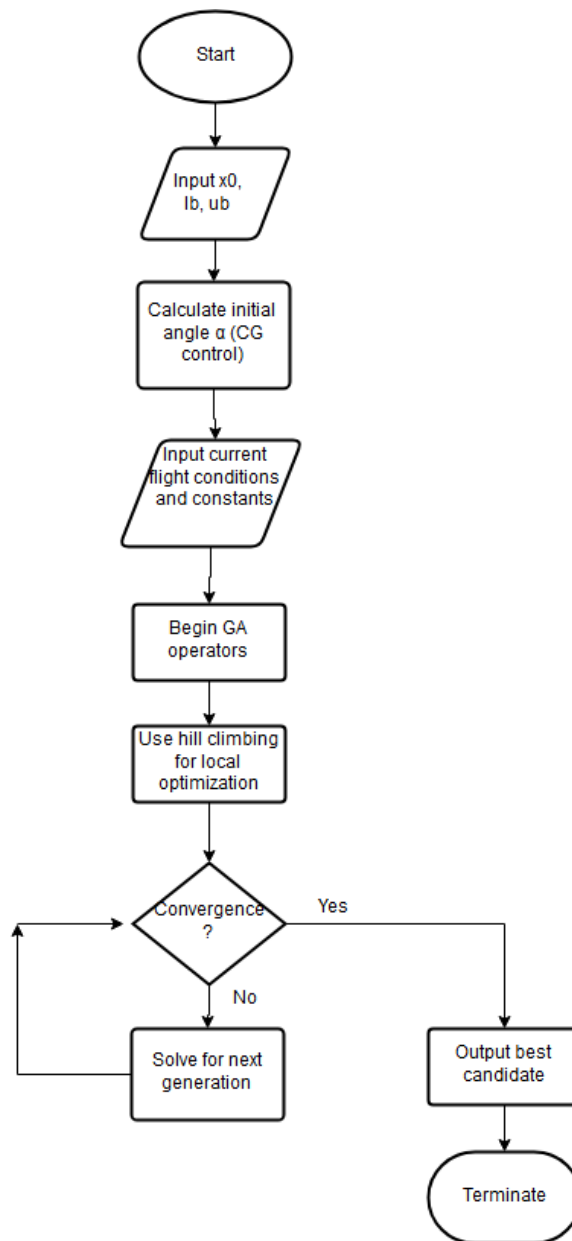 Start
Input x0,
lb, ub
Calculate initial
angle α (CG
control)
Input current
flight conditions
and constants
Begin GA
operators
Use hill climbing
for local
optimization
Convergence
?
Yes
No
Solve for next
generation
Output best
candidate
Terminate